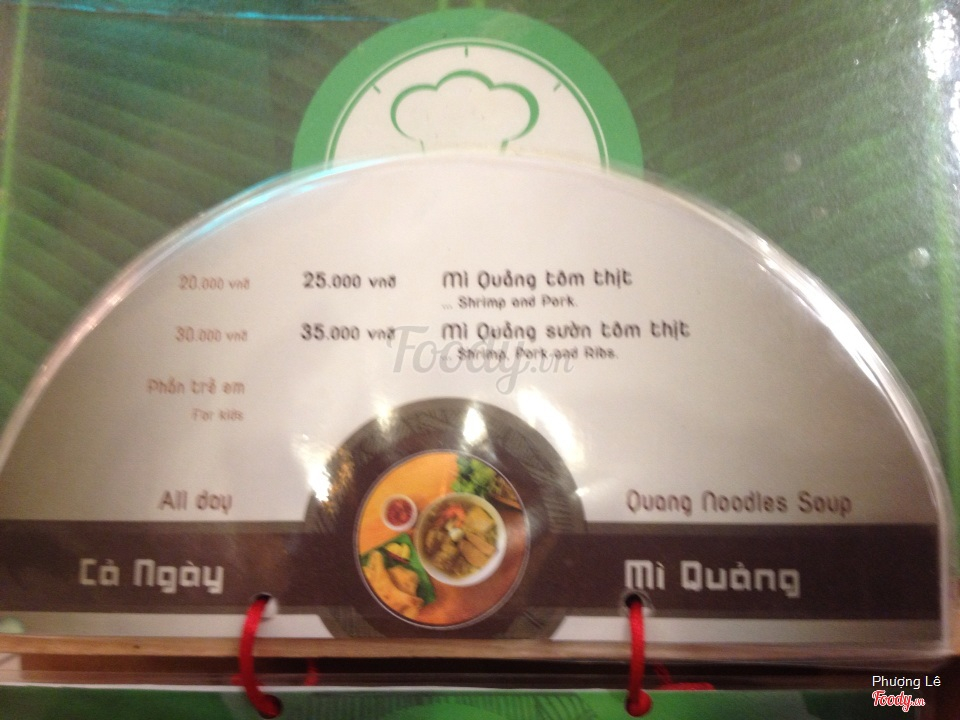 20.000 vnđ 25.000 vnđ Mì Quảng tôm thịt
... Shrimp and Pork.
30.000 vnđ 35.000 vnđ Mì Quảng sườn tôm thịt
... Shrimp, Pork and Ribs.
Phần trẻ em
For kids
All day Quang Noodles Soup
Cả Ngày Mì Quảng
Foody.vn
Phượng Lê
Foody.vn